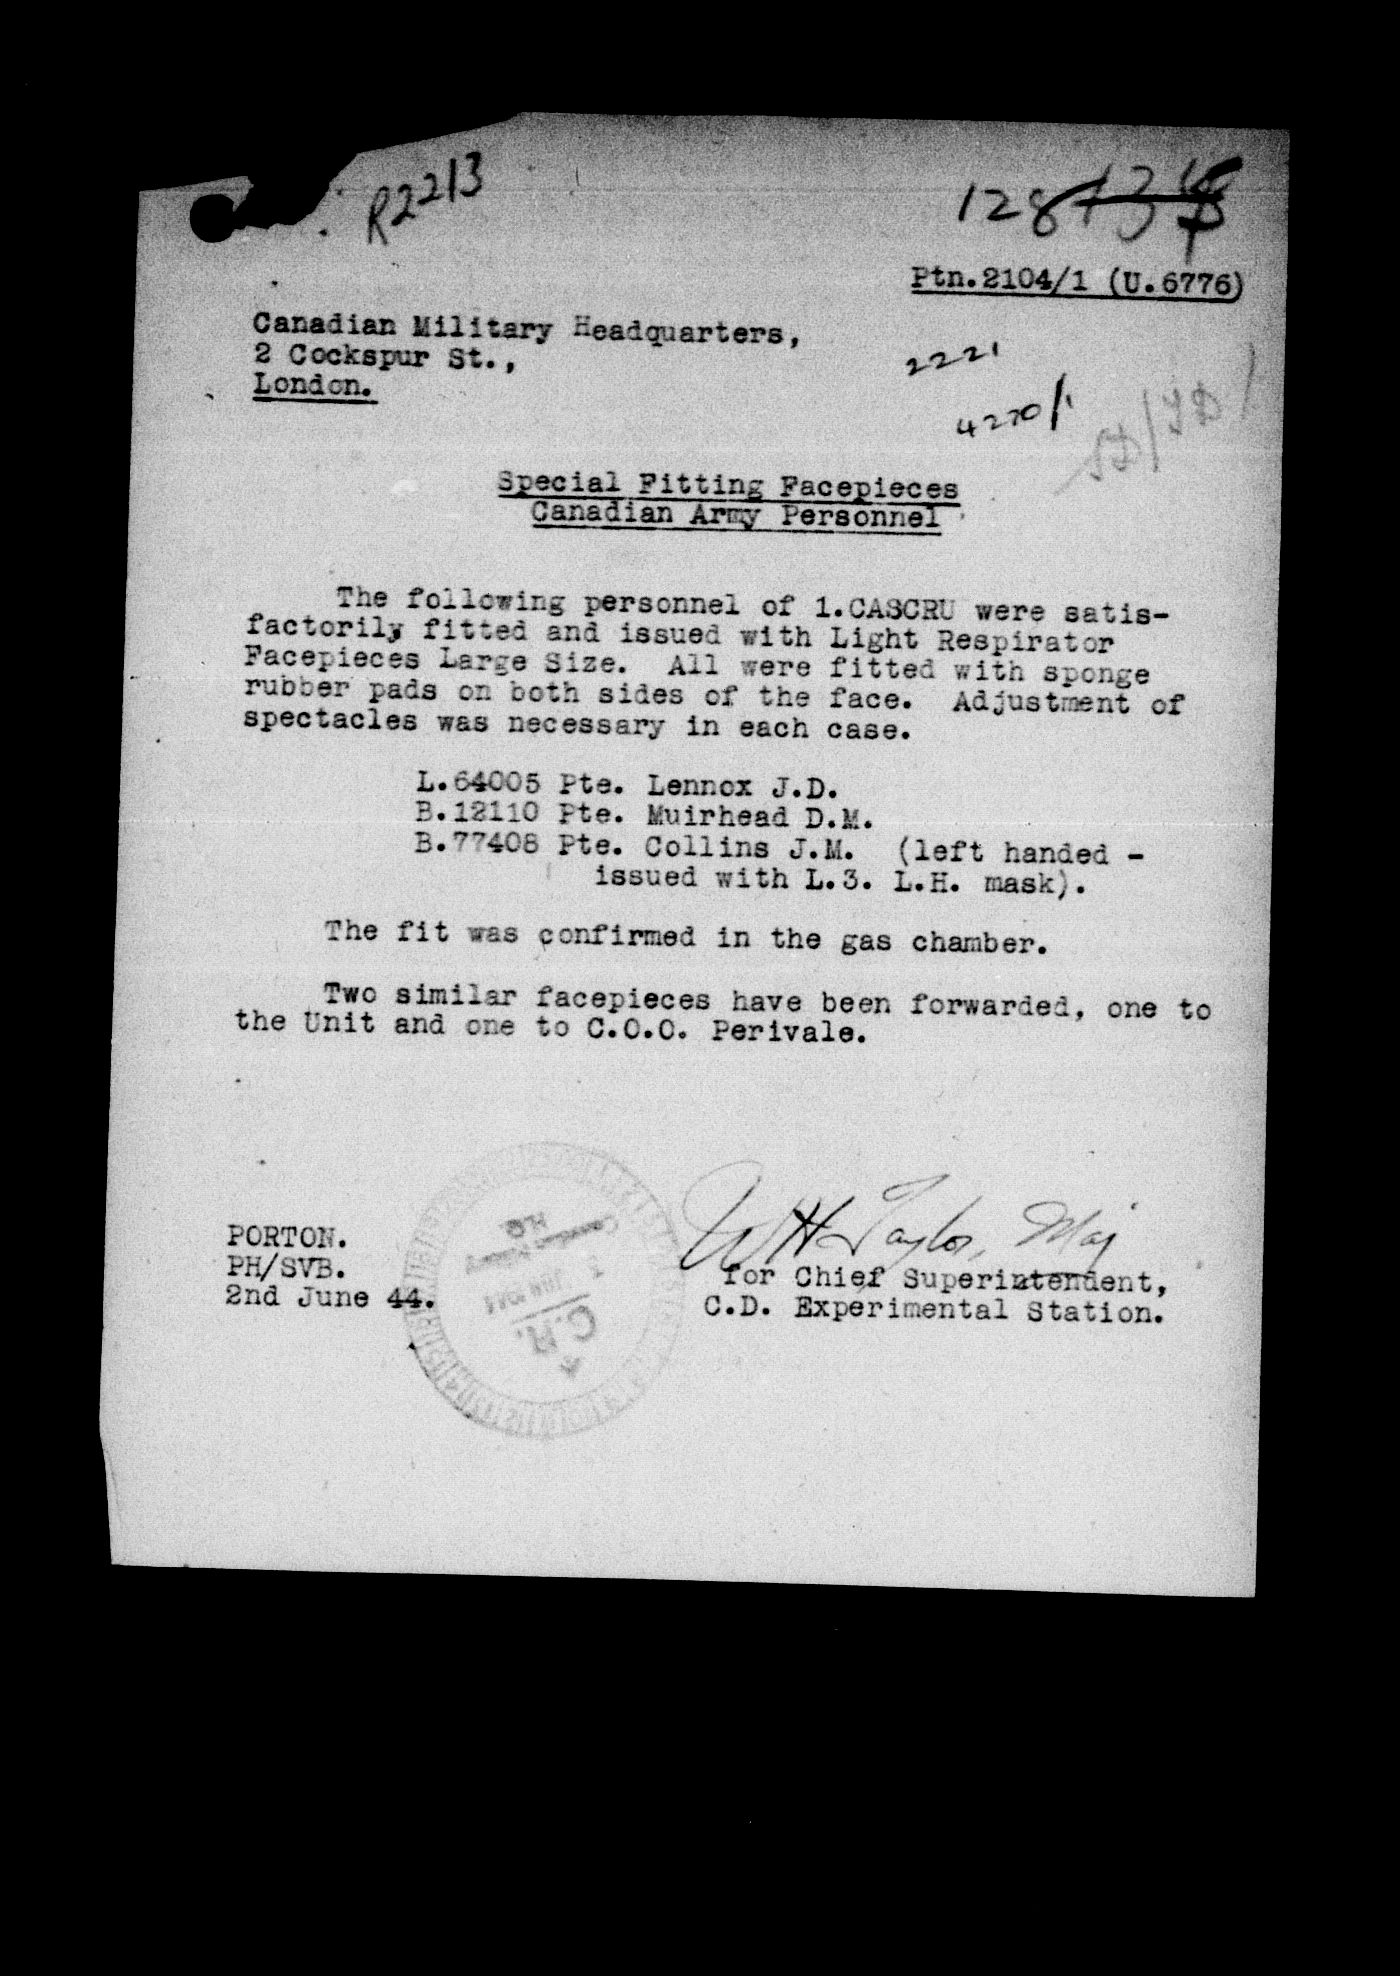 R2213
128
Ptn.2104/1 (U.6776)
Canadian Military Headquarters,
2 Cockspur St.,
London.
2221
4270/1
Special Fitting Facepieces
Canadian Army Personnel
The following personnel of 1.CASCRU were satis-
factorily fitted and issued with Light Respirator
Facepieces Large Size. All were fitted with sponge
rubber pads on both sides of the face. Adjustment of
spectacles was necessary in each case.
L.64005 Pte. Lennox J.D.
B.12110 Pte. Muirhead D.M.
B.77408 Pte. Collins J.M. (left handed -
issued with L.3. L.H. mask).
The fit was confirmed in the gas chamber.
Two similar facepieces have been forwarded, one to
the Unit and one to C.O.O. Perivale.
WH Taylor, Maj
PORTON.
PH/SVB.
2nd June 44.
for Chief Superintendent,
C.D. Experimental Station.